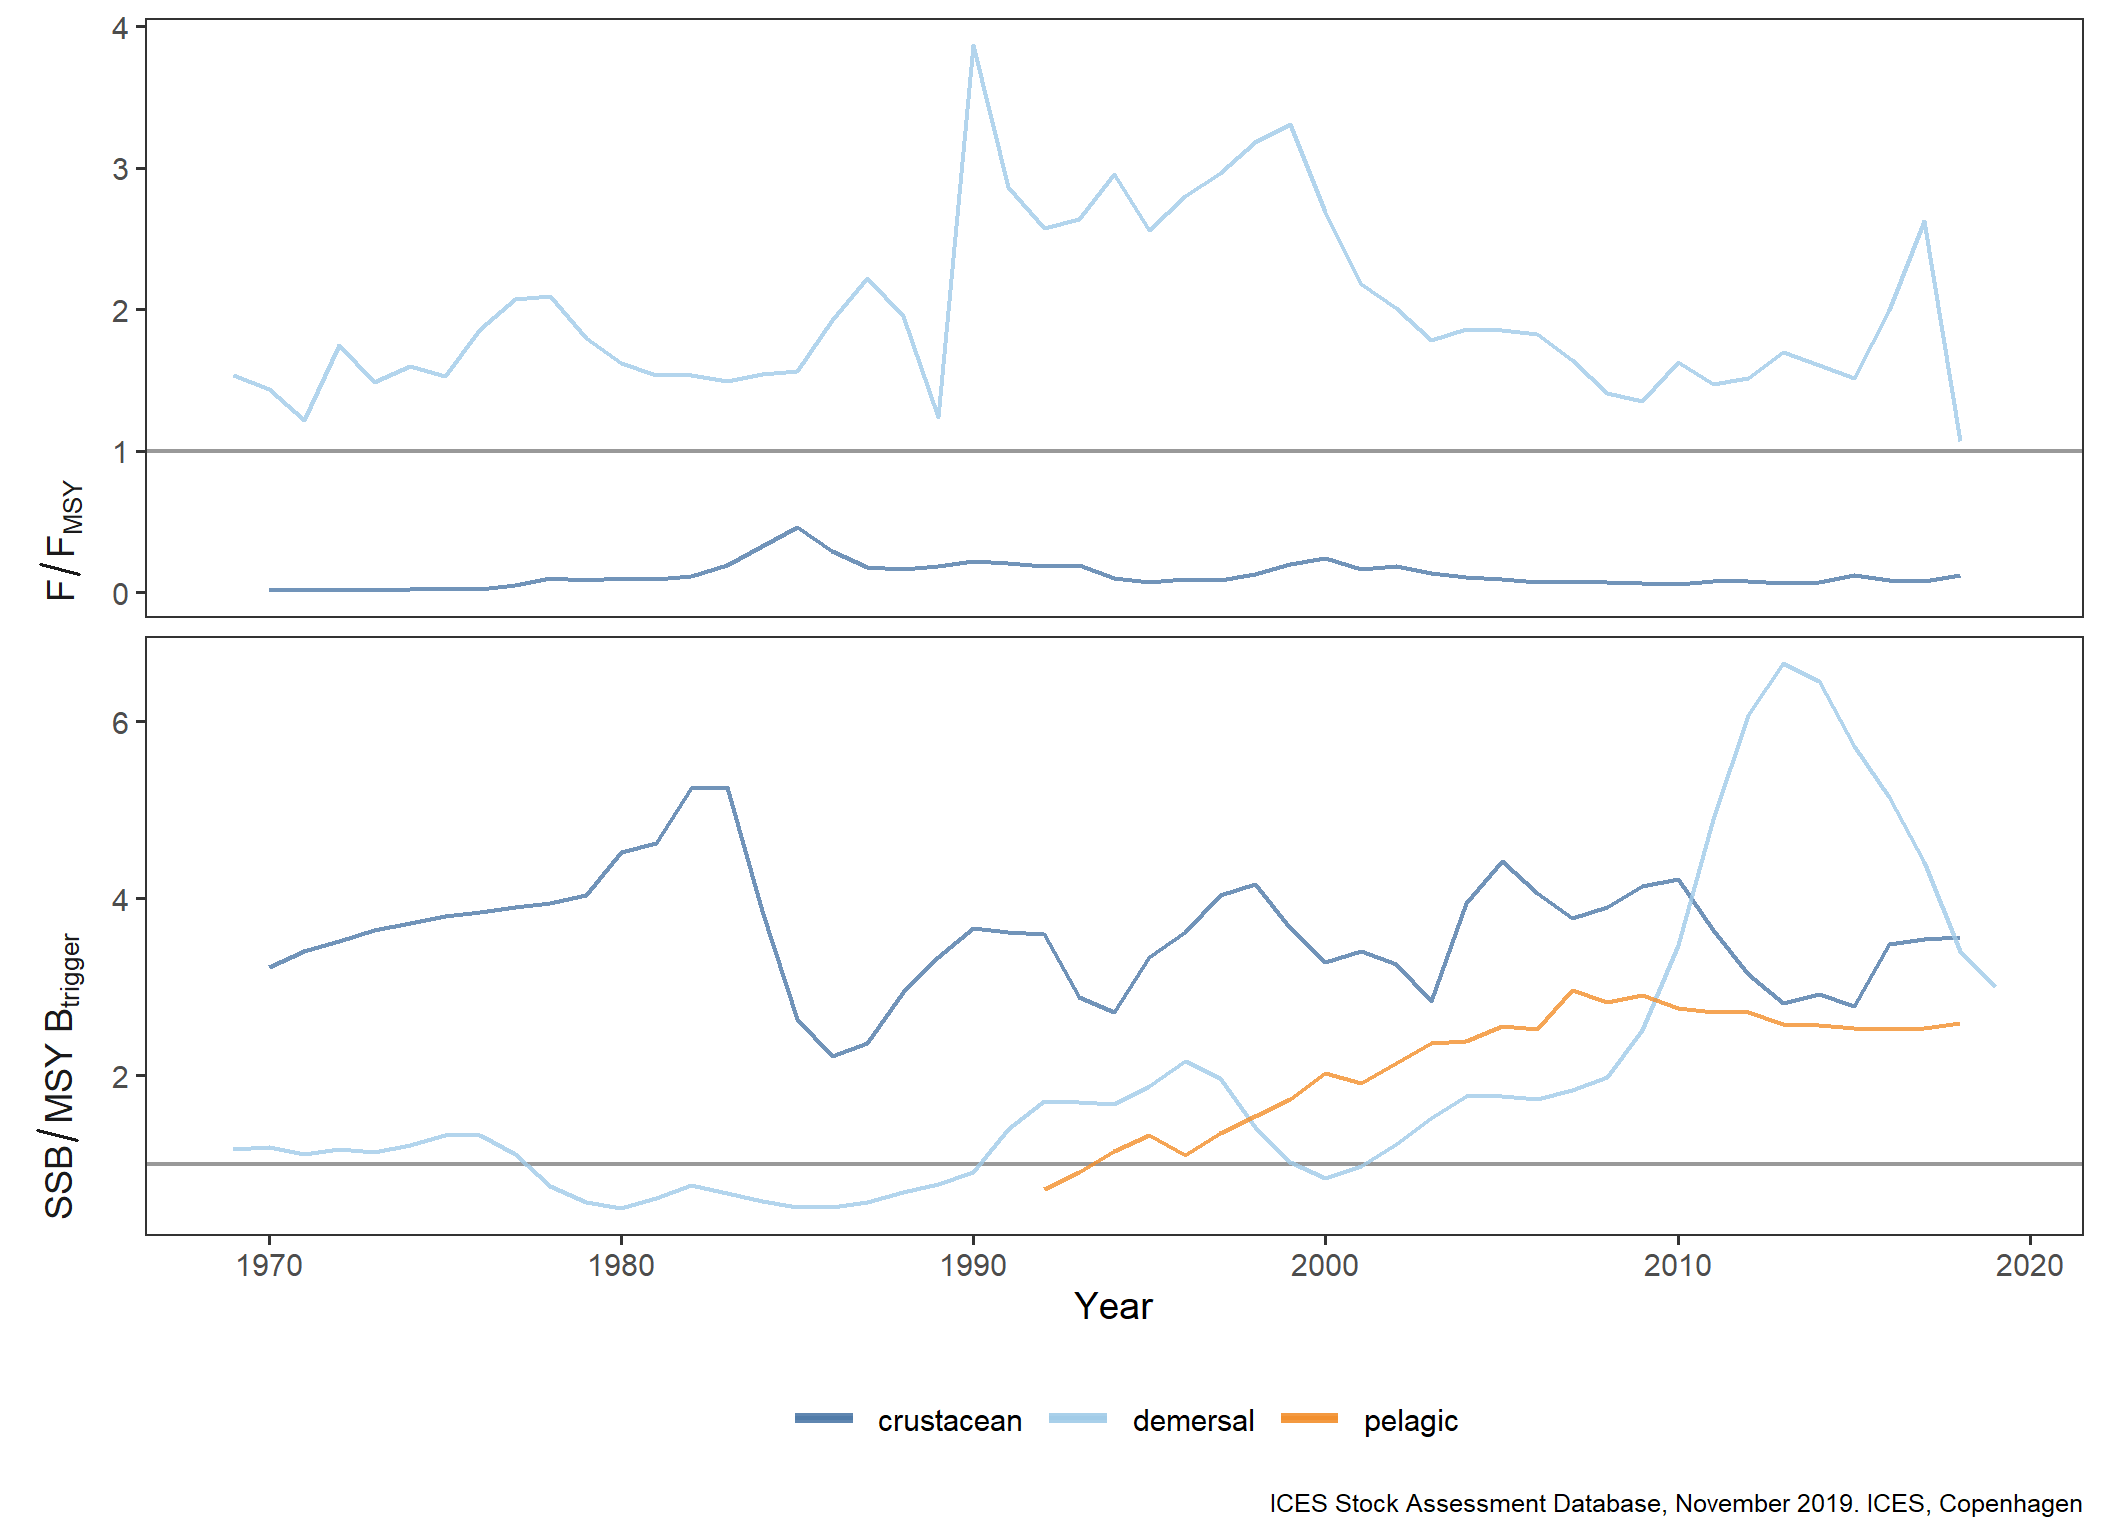 4
3
2
1
0
F/FMSY
6
4
2
SSB/MSY Btrigger
1970 1980 1990 2000 2010 2020
Year
crustacean demersal pelagic
ICES Stock Assessment Database, November 2019. ICES, Copenhagen